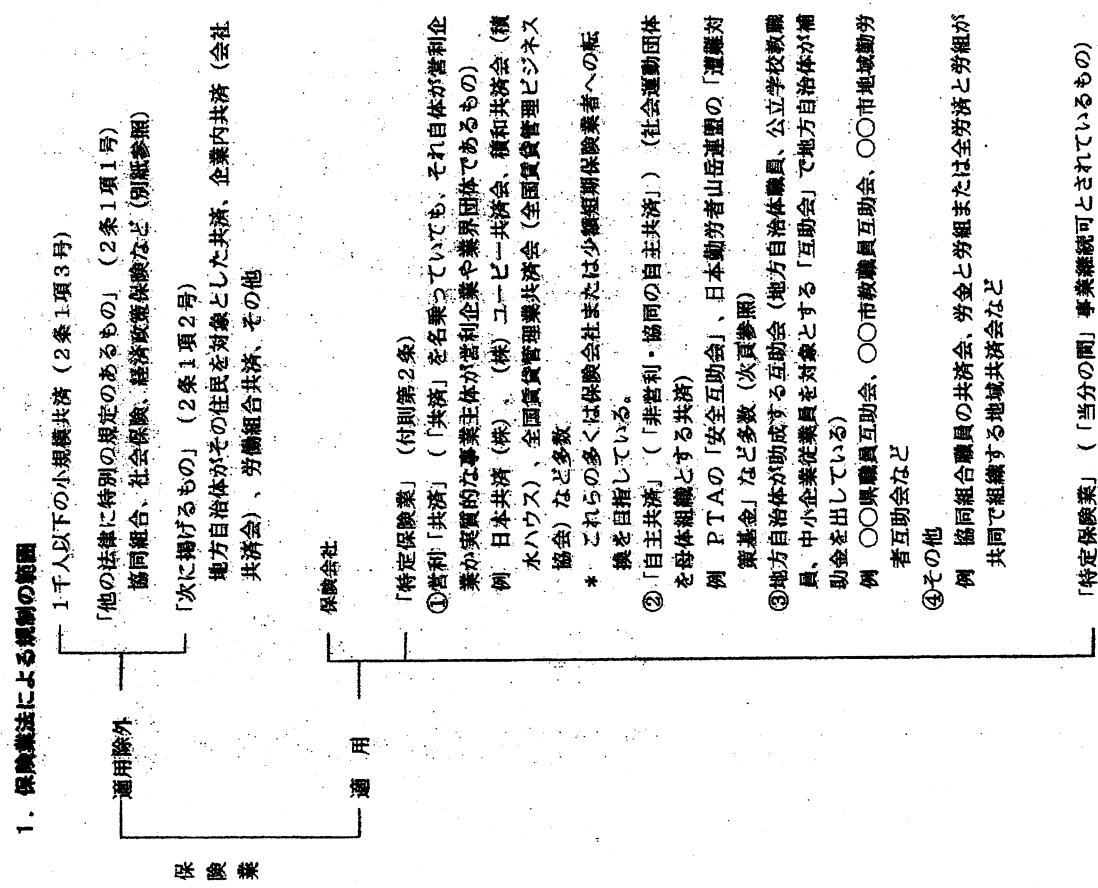 1．保険業法による規制の範囲
保険業
適用除外
1千人以下の小規模共済（2条1項3号）
「他の法律に特別の規定のあるもの」（2条1項1号）
協同組合、社会保険、経済政策保険など（別紙参照）
「次に掲げるもの」（2条1項2号）
地方自治体がその住民を対象とした共済、企業内共済（会社
共済会）、労働組合共済、その他
適　用
保険会社
「特定保険業」（付則第2条）
①営利「共済」（「共済」を名乗っていても、それ自体が営利企
業か実質的な事業主体が営利企業や業界団体であるもの）
例　日本共済（株）、（株）ユーピー共済会、積和共済会（積
水ハウス）、全国賃貸管理業共済会（全国賃貸管理ビジネス
協会）など多数
＊　これらの多くは保険会社または少額短期保険業者への転
換を目指している。
②「自主共済」（「非営利・協同の自主共済」）（社会運動団体
を母体組織とする共済）
例　PTAの「安全互助会」、日本勤労者山岳連盟の「遭難対
策基金」など多数（次頁参照）
③地方自治体が助成する互助会（地方自治体職員、公立学校教職
員、中小企業従業員を対象とする「互助会」で地方自治体が補
助金を出している）
例　○○県職員互助会、○○市教職員互助会、○○市地域勤労
者互助会など
④その他
例　協同組合職員の共済会、労金と労組または全労済と労組が
共同で組織する地域共済会など
「特定保険業」（「当分の間」事業継続可とされているもの）